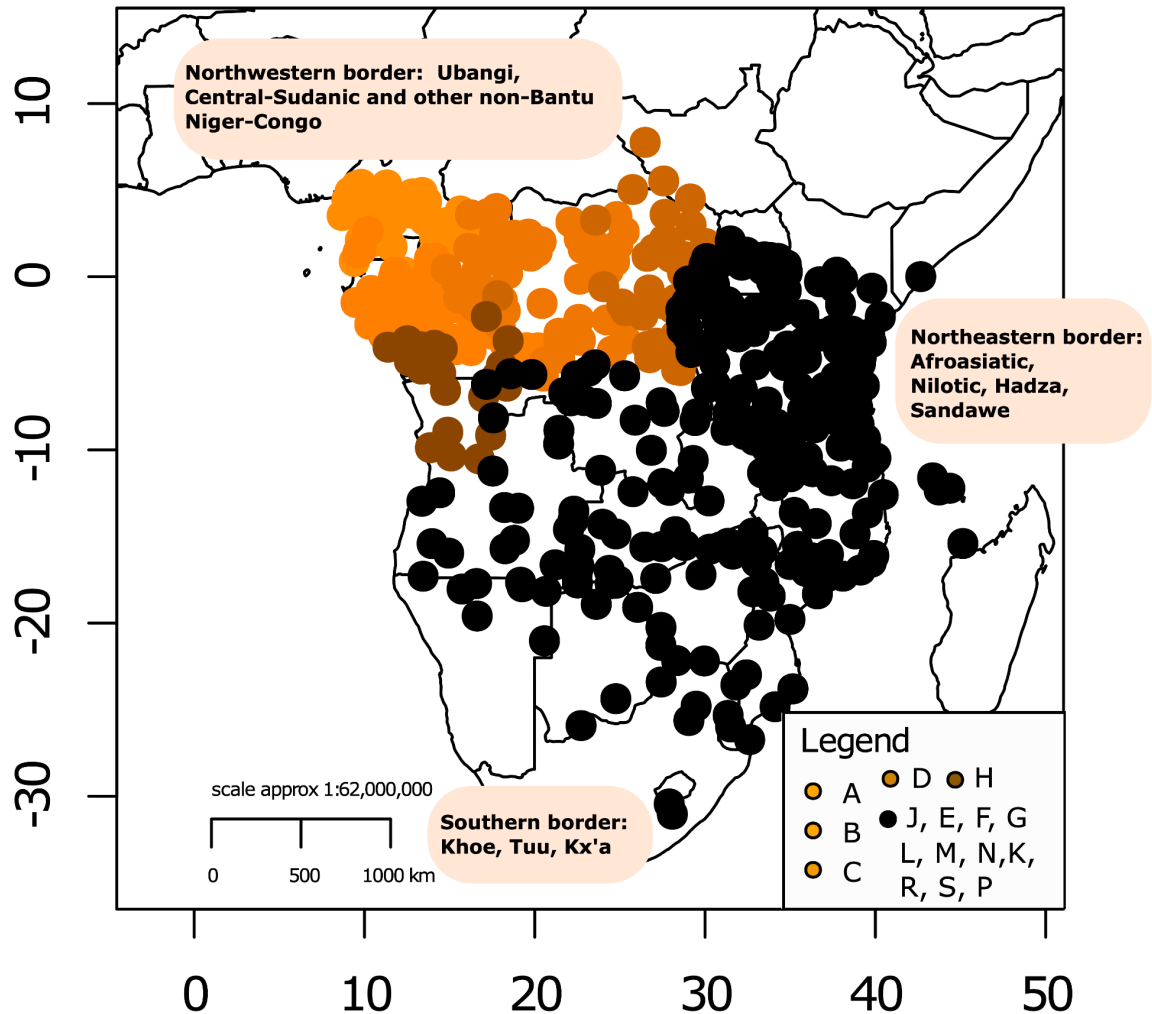 Northwestern border:  Ubangi,
Central-Sudanic and other non-Bantu
Niger-Congo
10
0
-10
-20
-30
Northeastern border:
Afroasiatic,
Nilotic, Hadza,
Sandawe
scale approx 1:62,000,000
0 500 1000 km
Southern border:
Khoe, Tuu, Kx'a
Legend
A
B
C
D H
J, E, F, G
L, M, N,K,
R, S, P
0 10 20 30 40 50